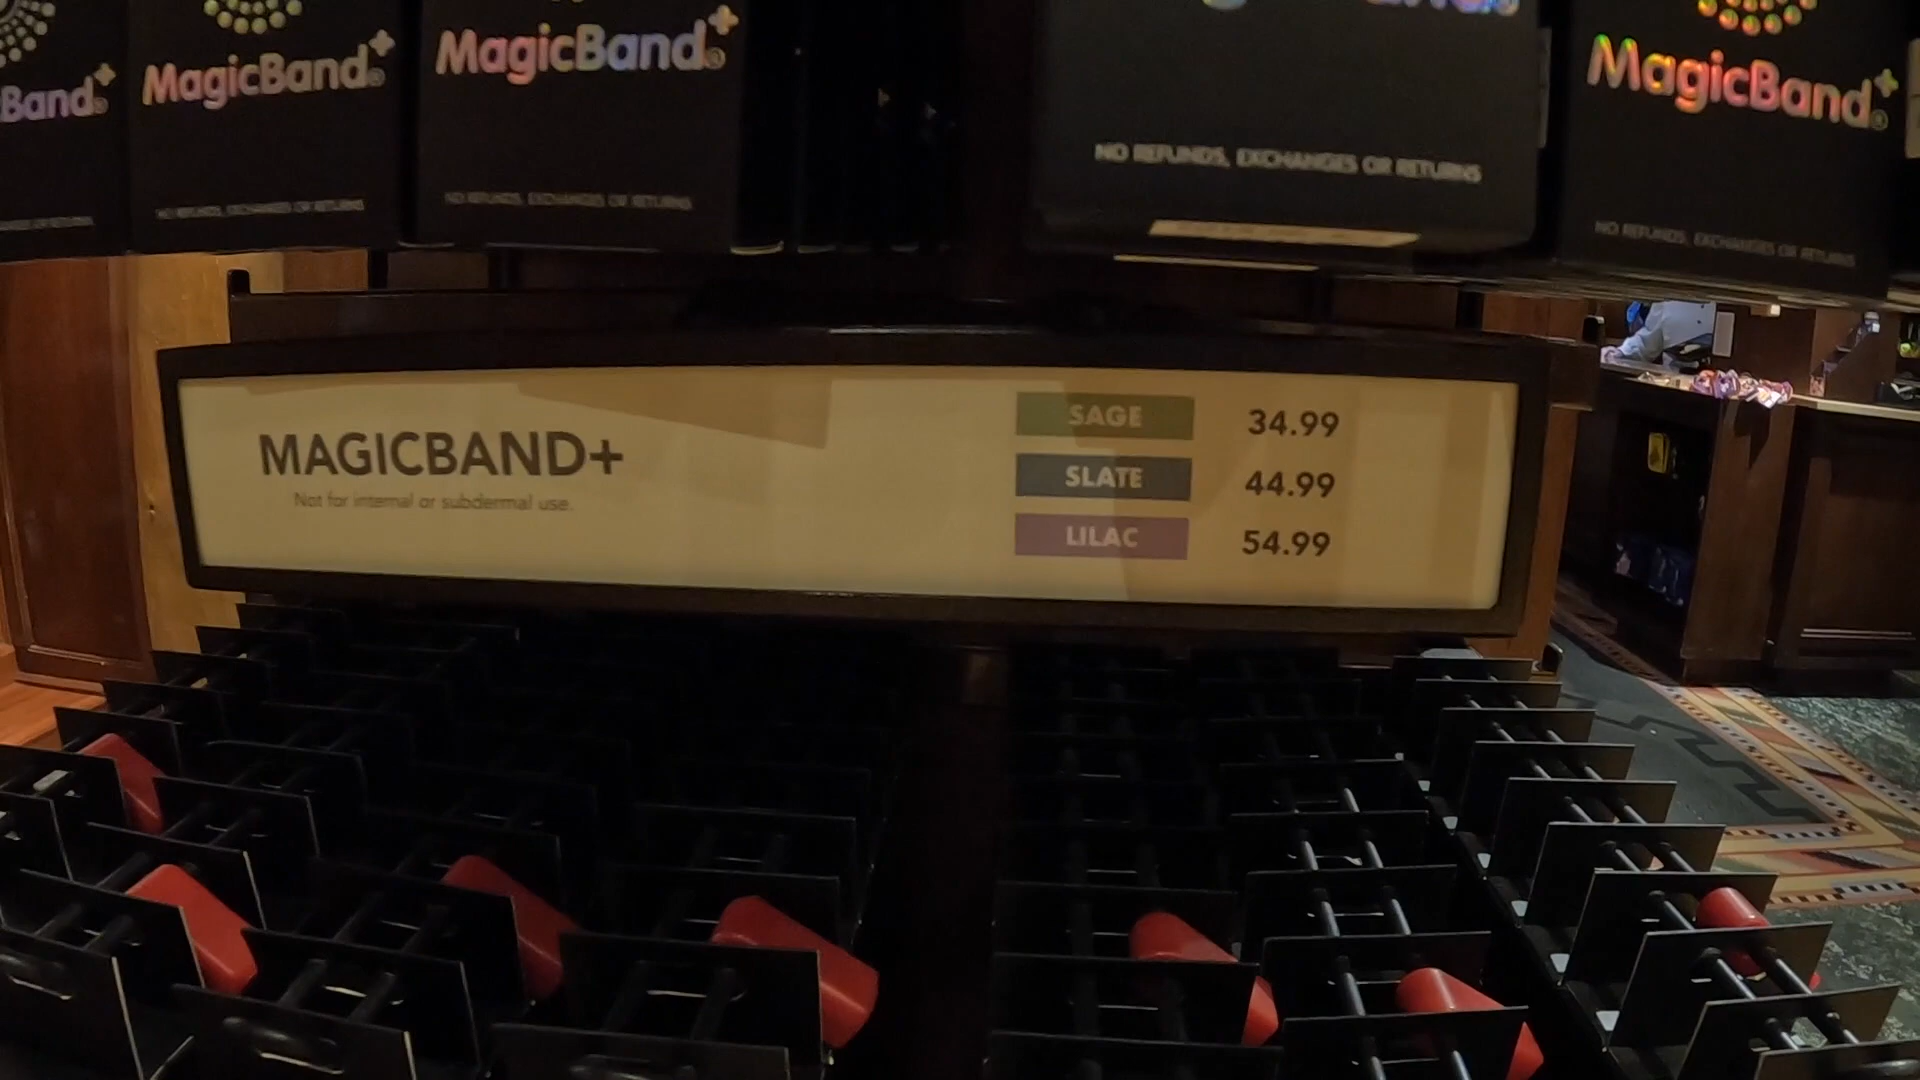 Band+
MagicBand+®
MagicBand+®
MagicBand+®
NO REFUNDS, EXCHANGES OR RETURNS
NO REFUNDS, EXCHANGES OR RETURNS
NO REFUNDS, EXCHANGES OR RETURNS
NO REFUNDS, EXCHANGES OR RETURNS
MAGICBAND+
Not for internal or subdermal use.
SAGE 34.99
SLATE 44.99
LILAC 54.99